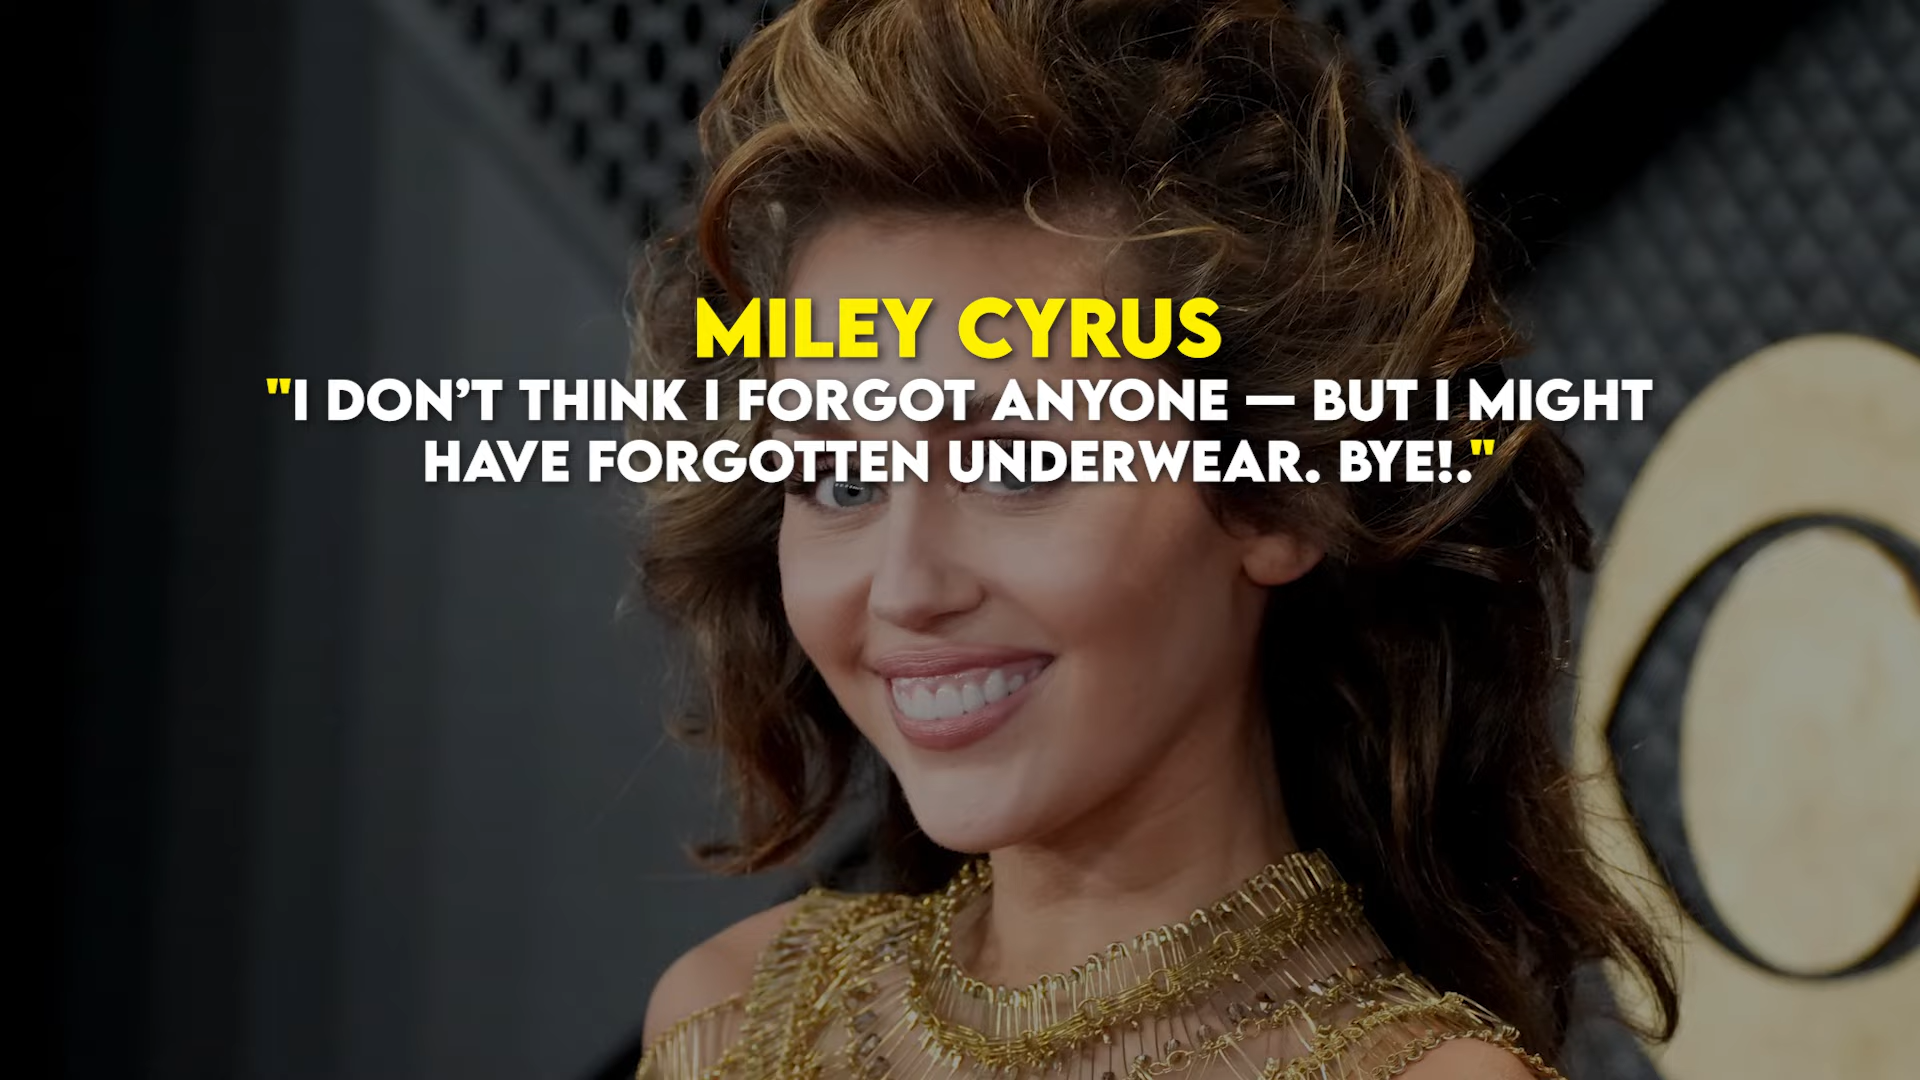 MILEY CYRUS
"I DON’T THINK I FORGOT ANYONE — BUT I MIGHT
HAVE FORGOTTEN UNDERWEAR. BYE!."